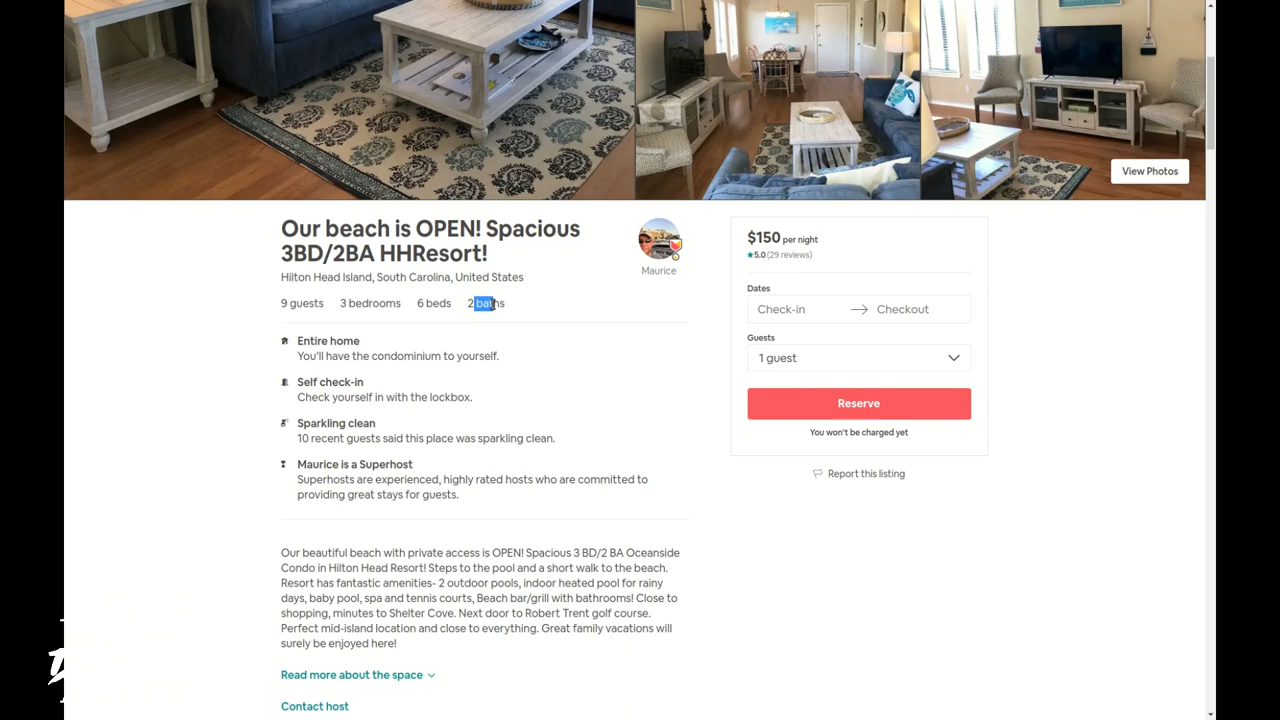 View Photos
Our beach is OPEN! Spacious
3BD/2BA HHResort!
Maurice
Hilton Head Island, South Carolina, United States
9 guests 3 bedrooms 6 beds 2 baths
Entire home
You'll have the condominium to yourself.
Self check-in
Check yourself in with the lockbox.
Sparkling clean
10 recent guests said this place was sparkling clean.
Maurice is a Superhost
Superhosts are experienced, highly rated hosts who are committed to
providing great stays for guests.
Our beautiful beach with private access is OPEN! Spacious 3 BD/2 BA Oceanside
Condo in Hilton Head Resort! Steps to the pool and a short walk to the beach.
Resort has fantastic amenities- 2 outdoor pools, indoor heated pool for rainy
days, baby pool, spa and tennis courts, Beach bar/grill with bathrooms! Close to
shopping, minutes to Shelter Cove. Next door to Robert Trent golf course.
Perfect mid-island location and close to everything. Great family vacations will
surely be enjoyed here!
Read more about the space
Contact host
$150 per night
5.0 (29 reviews)
Dates
Check-in → Checkout
Guests
1 guest
Reserve
You won't be charged yet
Report this listing